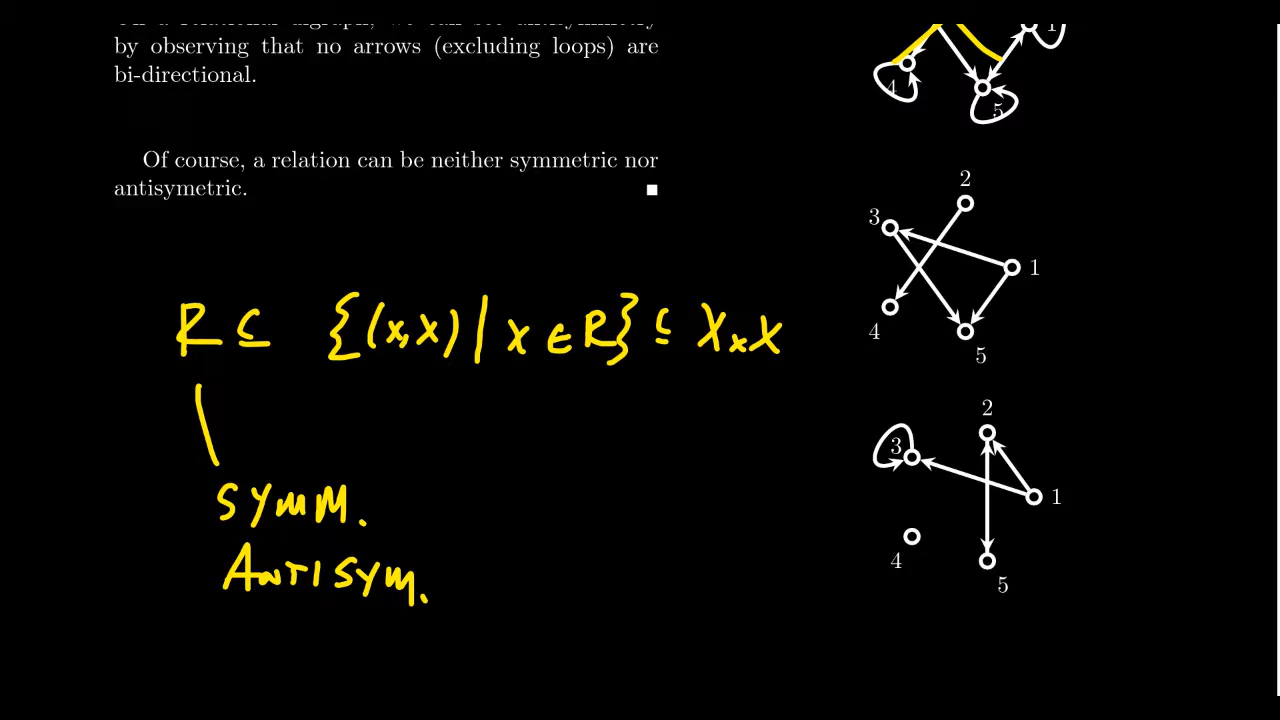 by observing that no arrows (excluding loops) are
bi-directional.
Of course, a relation can be neither symmetric nor
antisymetric.
R ⊆ {(x,x) | x ∈ R} ⊆ X×X
SYMM.
ANTISYM.
1
4
5
2
3
1
4
5
2
3
1
4
5